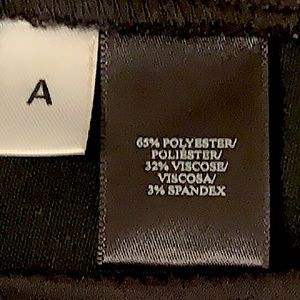 A
65% POLYESTER/
POLIÉSTER/
32% VISCOSE/
VISCOSA/
3% SPANDEX